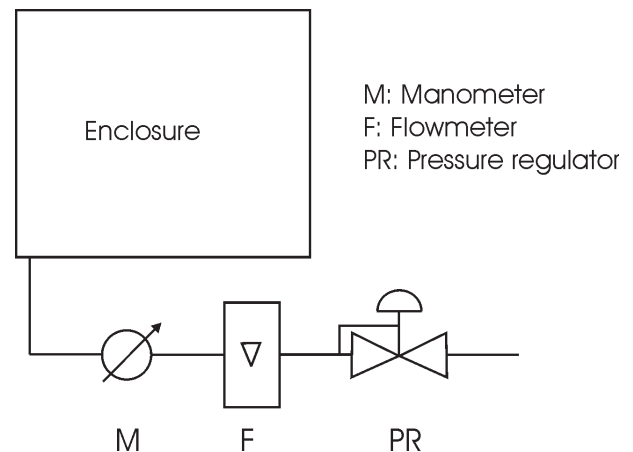 Enclosure
M: Manometer
F: Flowmeter
PR: Pressure regulator
M
F
PR